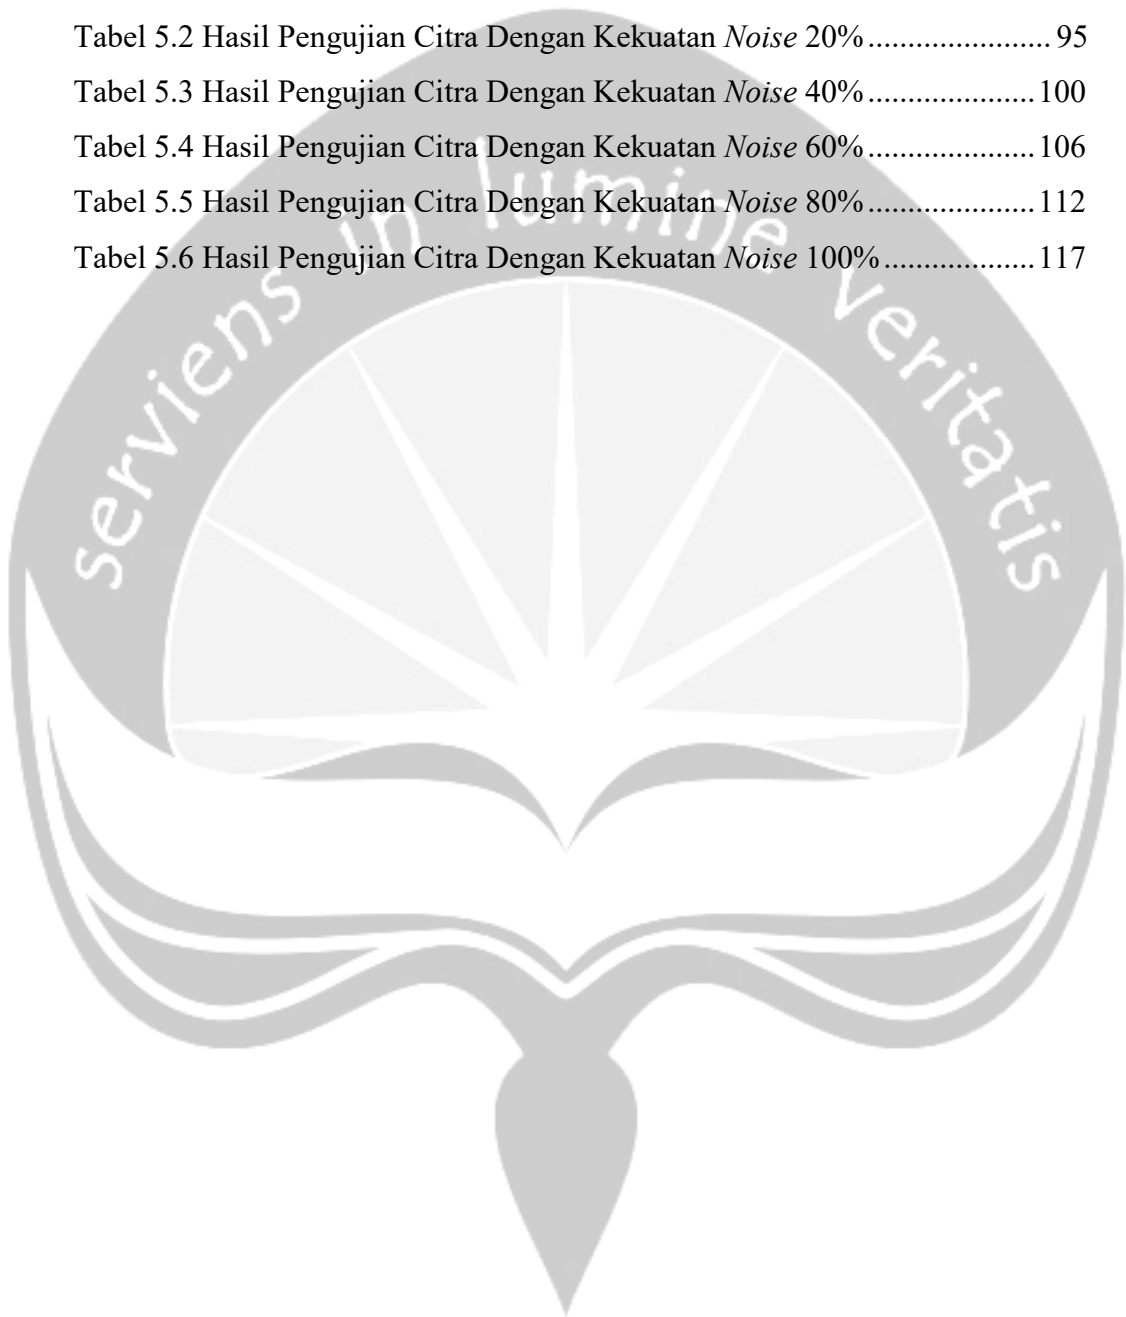 Tabel 5.2 Hasil Pengujian Citra Dengan Kekuatan Noise 20%....................... 95
Tabel 5.3 Hasil Pengujian Citra Dengan Kekuatan Noise 40%.....................100
Tabel 5.4 Hasil Pengujian Citra Dengan Kekuatan Noise 60%.....................106
Tabel 5.5 Hasil Pengujian Citra Dengan Kekuatan Noise 80%.....................112
Tabel 5.6 Hasil Pengujian Citra Dengan Kekuatan Noise 100%...................117
serviens in lumine veritatis